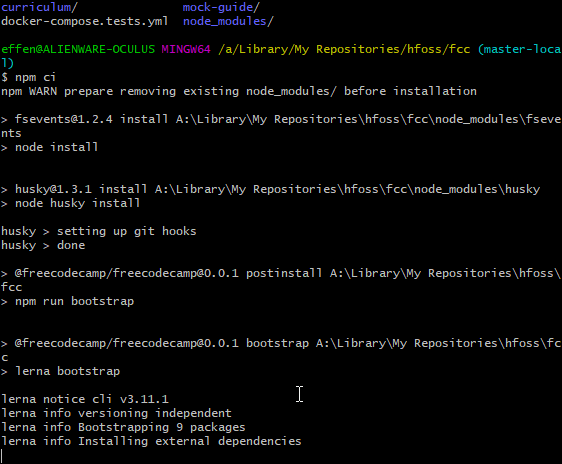 curriculum/ mock-guide/
docker-compose.tests.yml node_modules/
effen@ALIENWARE-OCULUS MINGW64 /a/Library/My Repositories/hfoss/fcc (master-loca
l)
$ npm ci
npm WARN prepare removing existing node_modules/ before installation
> fsevents@1.2.4 install A:\Library\My Repositories\hfoss\fcc\node_modules\fseve
nts
> node install
> husky@1.3.1 install A:\Library\My Repositories\hfoss\fcc\node_modules\husky
> node husky install
husky > setting up git hooks
husky > done
> @freecodecamp/freecodecamp@0.0.1 postinstall A:\Library\My Repositories\hfoss\
fcc
> npm run bootstrap
> @freecodecamp/freecodecamp@0.0.1 bootstrap A:\Library\My Repositories\hfoss\fc
c
> lerna bootstrap
lerna notice cli v3.11.1
lerna info versioning independent
lerna info Bootstrapping 9 packages
lerna info Installing external dependencies